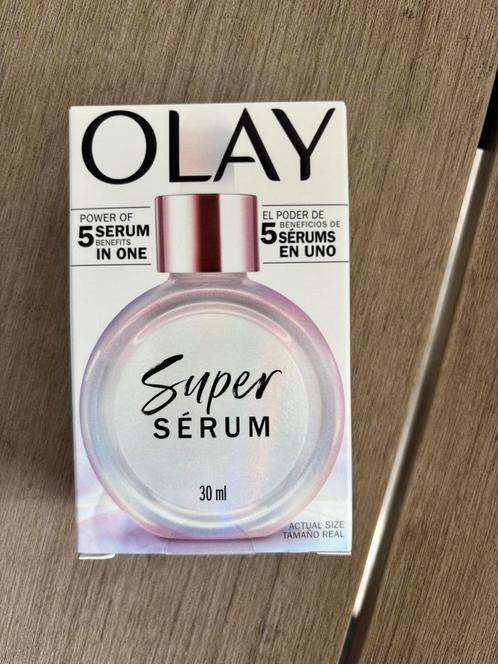 OLAY
POWER OF
5 SERUM
BENEFITS
IN ONE
EL PODER DE
5 BENEFICIOS DE
SÉRUMS
EN UNO
Super
SÉRUM
30 ml
ACTUAL SIZE
TAMAÑO REAL